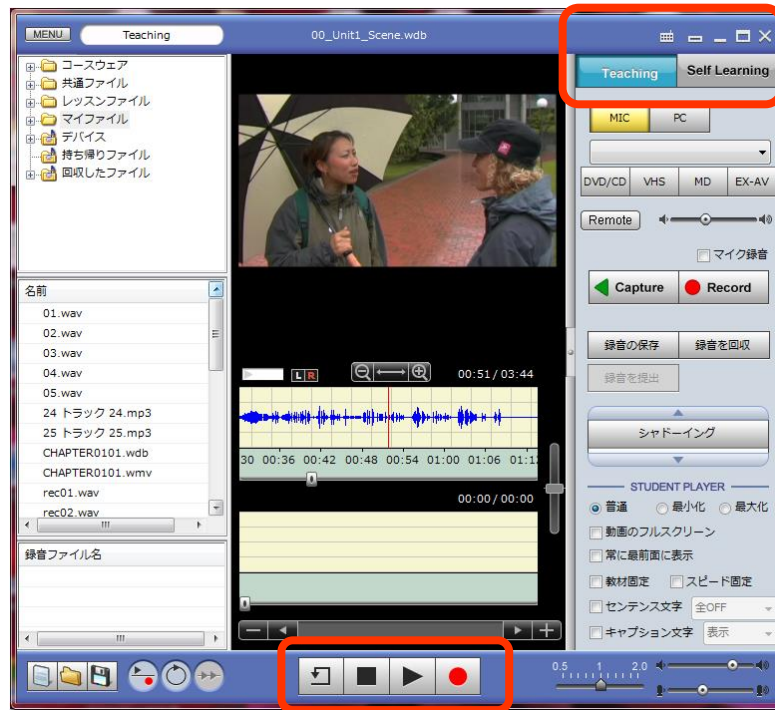 MENU Teaching 00_Unit1_Scene.wdb
コースウェア
共通ファイル
レッスンファイル
マイファイル
デバイス
持ち帰りファイル
回収したファイル
名前
01.wav
02.wav
03.wav
04.wav
05.wav
24 トラック 24.mp3
25 トラック 25.mp3
CHAPTER0101.wdb
CHAPTER0101.wmv
rec01.wav
rec02.wav
録音ファイル名
L R 00:51/03:44
30 00:36 00:42 00:48 00:54 01:00 01:06 01:1
00:00/00:00
Teaching Self Learning
MIC PC
DVD/CD VHS MD EX-AV
Remote
マイク録音
Capture Record
録音の保存 録音を回収
録音を提出
シャドーイング
STUDENT PLAYER
普通 最小化 最大化
動画のフルスクリーン
常に最前面に表示
教材固定 スピード固定
センテンス文字 全OFF
キャプション文字 表示
0.5 1 2.0